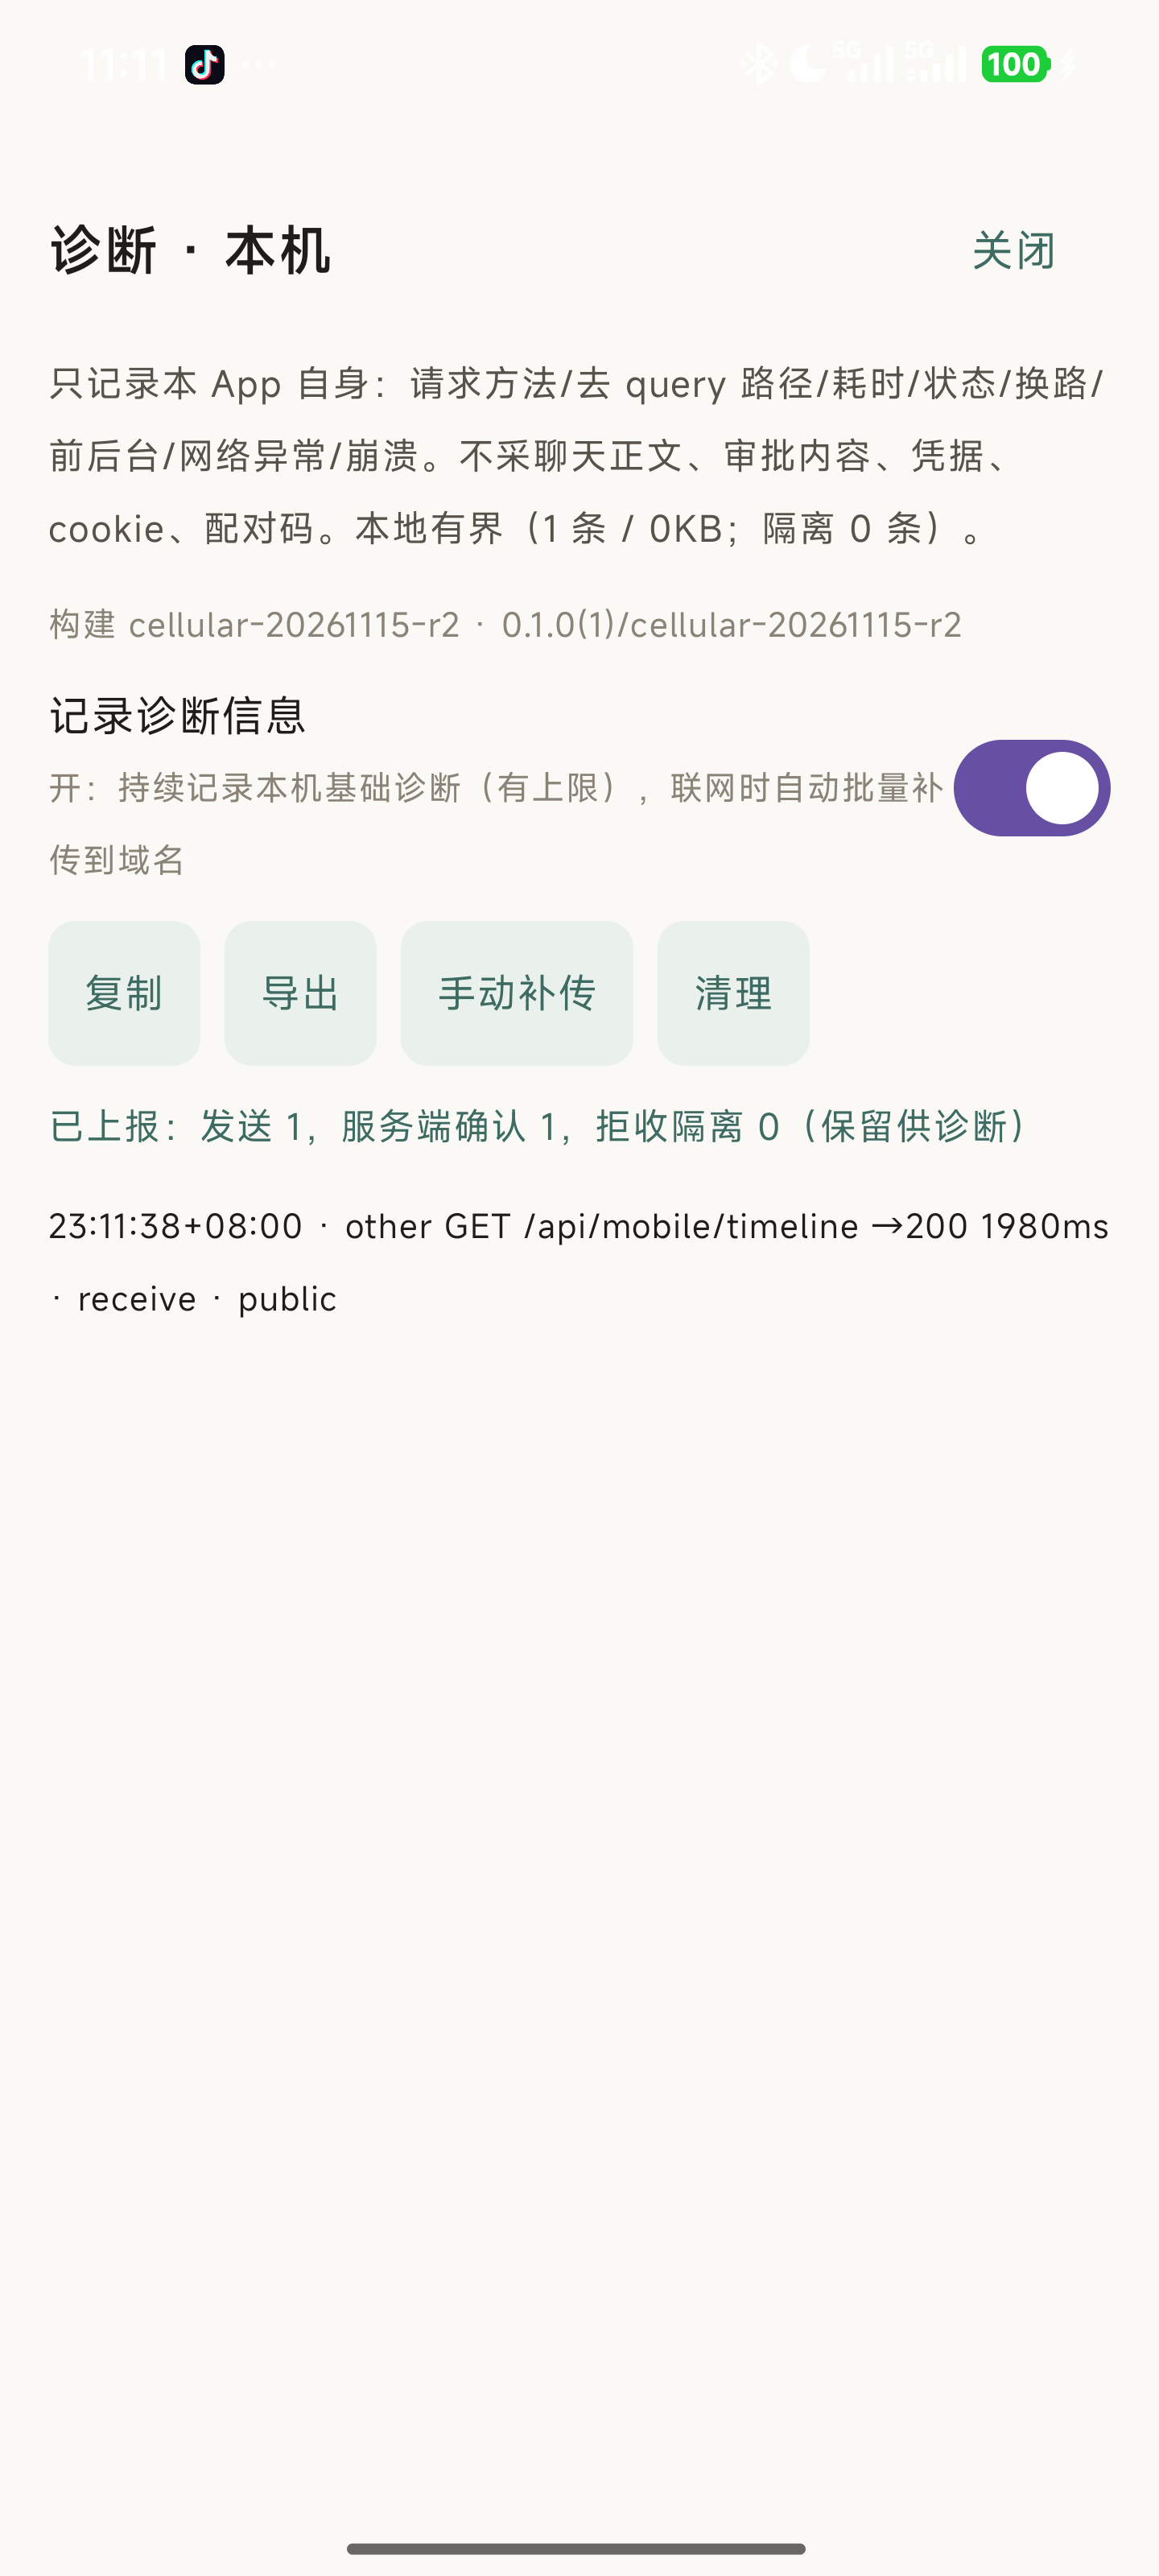 11:11
5G 5G 100
诊断 · 本机 关闭
只记录本 App 自身：请求方法/去 query 路径/耗时/状态/换路/
前后台/网络异常/崩溃。不采聊天正文、审批内容、凭据、
cookie、配对码。本地有界（1 条 / 0KB；隔离 0 条）。
构建 cellular-20261115-r2 · 0.1.0(1)/cellular-20261115-r2
记录诊断信息
开：持续记录本机基础诊断（有上限），联网时自动批量补
传到域名
复制 导出 手动补传 清理
已上报：发送 1，服务端确认 1，拒收隔离 0（保留供诊断）
23:11:38+08:00 · other GET /api/mobile/timeline →200 1980ms
· receive · public